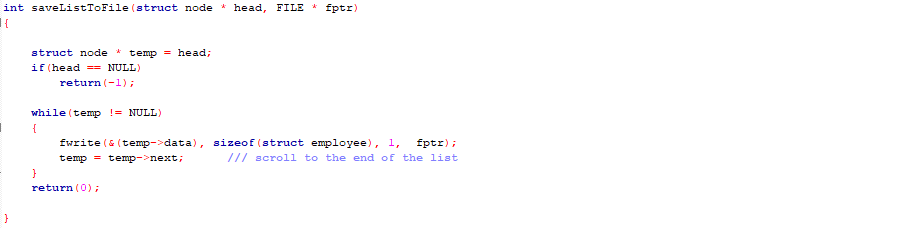 int saveListToFile(struct node * head, FILE * fptr)
{
struct node * temp = head;
if(head == NULL)
return(-1);
while(temp != NULL)
{
fwrite(&(temp->data), sizeof(struct employee), 1, fptr);
temp = temp->next; /// scroll to the end of the list
}
return(0);
}